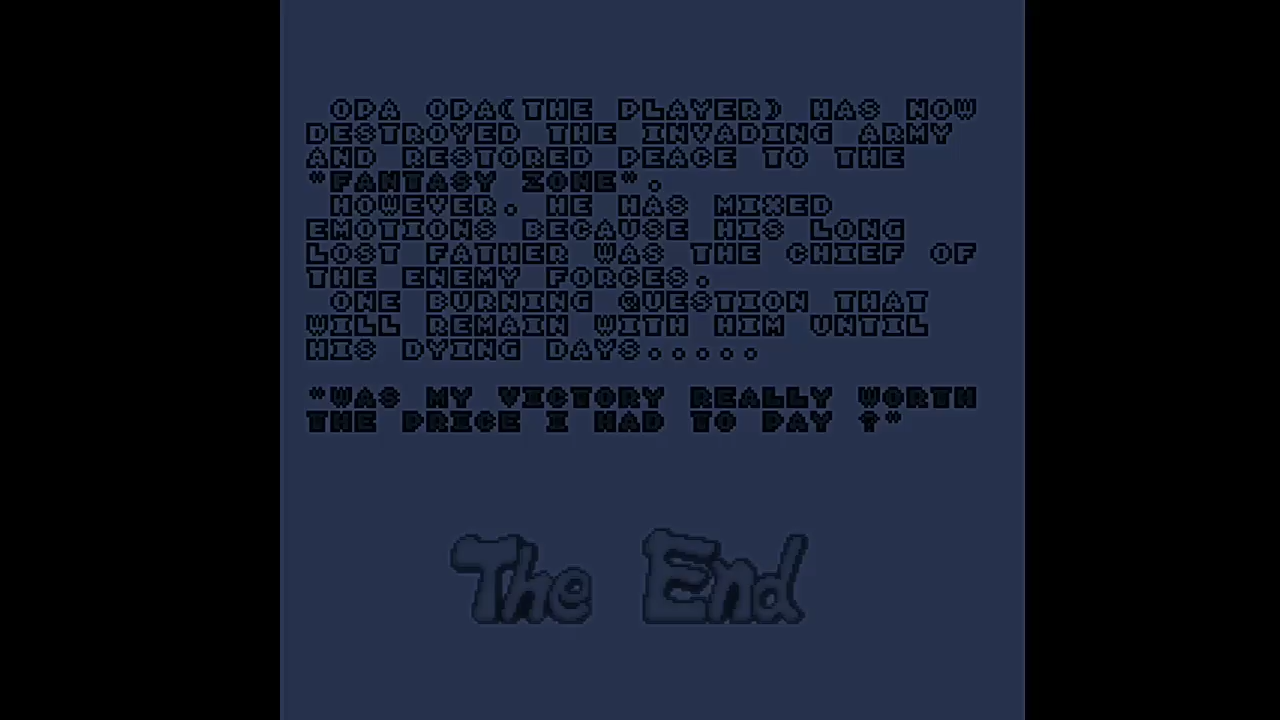 OPA OPA(THE PLAYER) HAS NOW
DESTROYED THE INVADING ARMY
AND RESTORED PEACE TO THE
"FANTASY ZONE".
HOWEVER. HE HAS MIXED
EMOTIONS BECAUSE HIS LONG
LOST FATHER WAS THE CHIEF OF
THE ENEMY FORCES.
ONE BURNING QUESTION THAT
WILL REMAIN WITH HIM UNTIL
HIS DYING DAYS.....
"WAS MY VICTORY REALLY WORTH
THE PRICE I HAD TO PAY ?"
The End